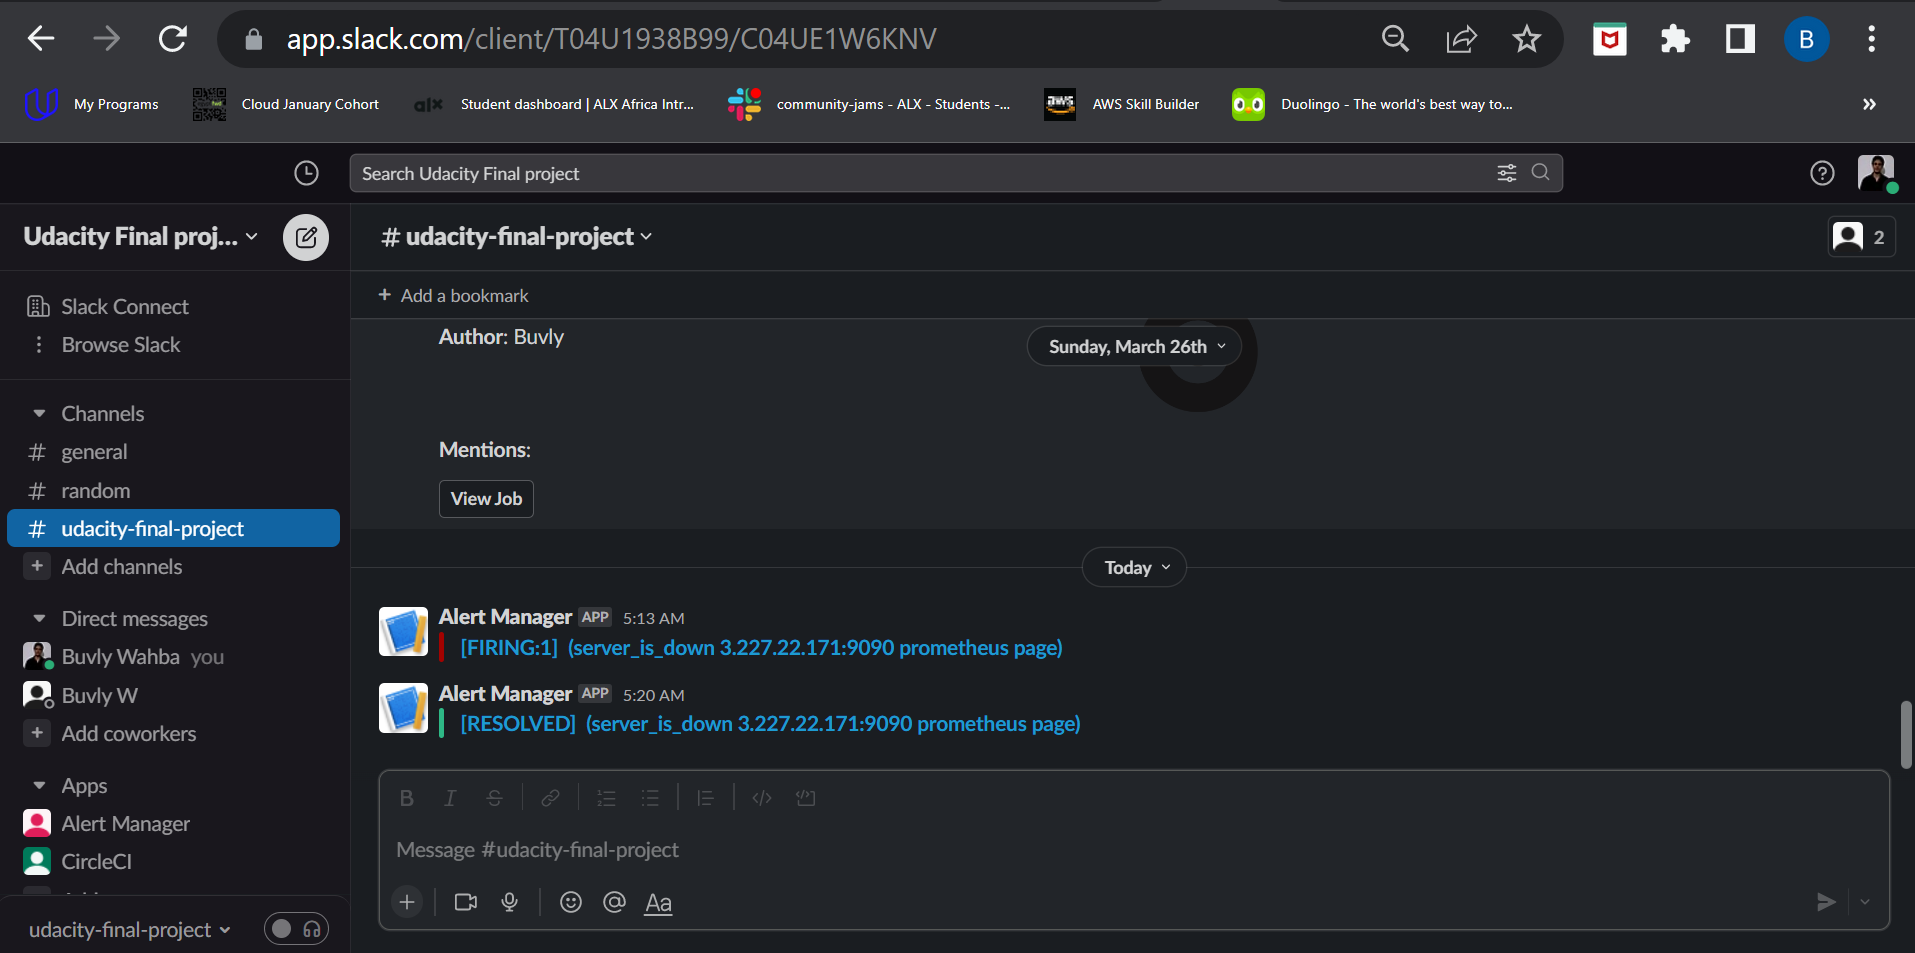 app.slack.com/client/T04U1938B99/C04UE1W6KNV
B
My Programs
Cloud January Cohort
alx
Student dashboard | ALX Africa Intr...
community-jams - ALX - Students -...
AWS Skill Builder
Duolingo - The world's best way to...
»
Search Udacity Final project
Udacity Final proj...
# udacity-final-project
2
+ Add a bookmark
Slack Connect
Browse Slack
Channels
# general
# random
# udacity-final-project
+ Add channels
Direct messages
Buvly Wahba you
Buvly W
+ Add coworkers
Apps
Alert Manager
CircleCI
udacity-final-project
Author: Buvly
Sunday, March 26th
Mentions:
View Job
Today
Alert Manager APP 5:13 AM
[FIRING:1] (server_is_down 3.227.22.171:9090 prometheus page)
Alert Manager APP 5:20 AM
[RESOLVED] (server_is_down 3.227.22.171:9090 prometheus page)
B I S
Message #udacity-final-project
+ @ Aa